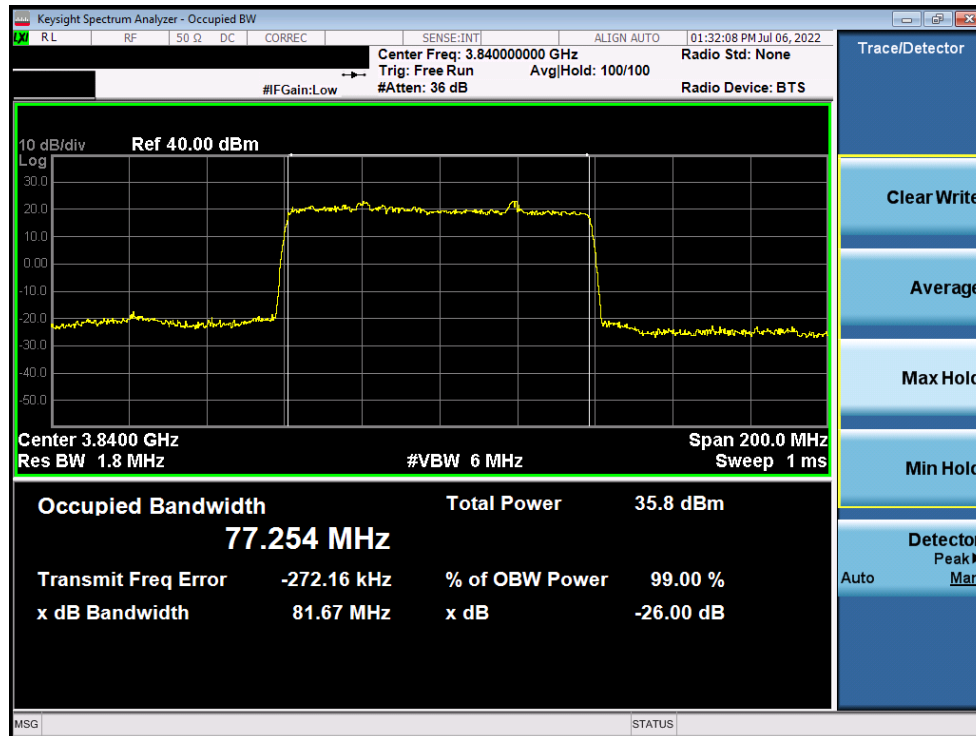 Keysight Spectrum Analyzer - Occupied BW
LXI RL RF 50 Ω DC CORREC SENSE:INT ALIGN AUTO 01:32:08 PM Jul 06, 2022
Center Freq: 3.840000000 GHz Radio Std: None
Trig: Free Run Avg|Hold: 100/100
#IFGain:Low #Atten: 36 dB Radio Device: BTS
10 dB/div Ref 40.00 dBm
Log
30.0
20.0
10.0
0.00
-10.0
-20.0
-30.0
-40.0
-50.0
Center 3.8400 GHz Span 200.0 MHz
Res BW 1.8 MHz #VBW 6 MHz Sweep 1 ms
Occupied Bandwidth Total Power 35.8 dBm
77.254 MHz
Transmit Freq Error -272.16 kHz % of OBW Power 99.00 %
x dB Bandwidth 81.67 MHz x dB -26.00 dB
MSG STATUS
Trace/Detector
Clear Write
Average
Max Hold
Min Hold
Detector
Peak
Auto Man